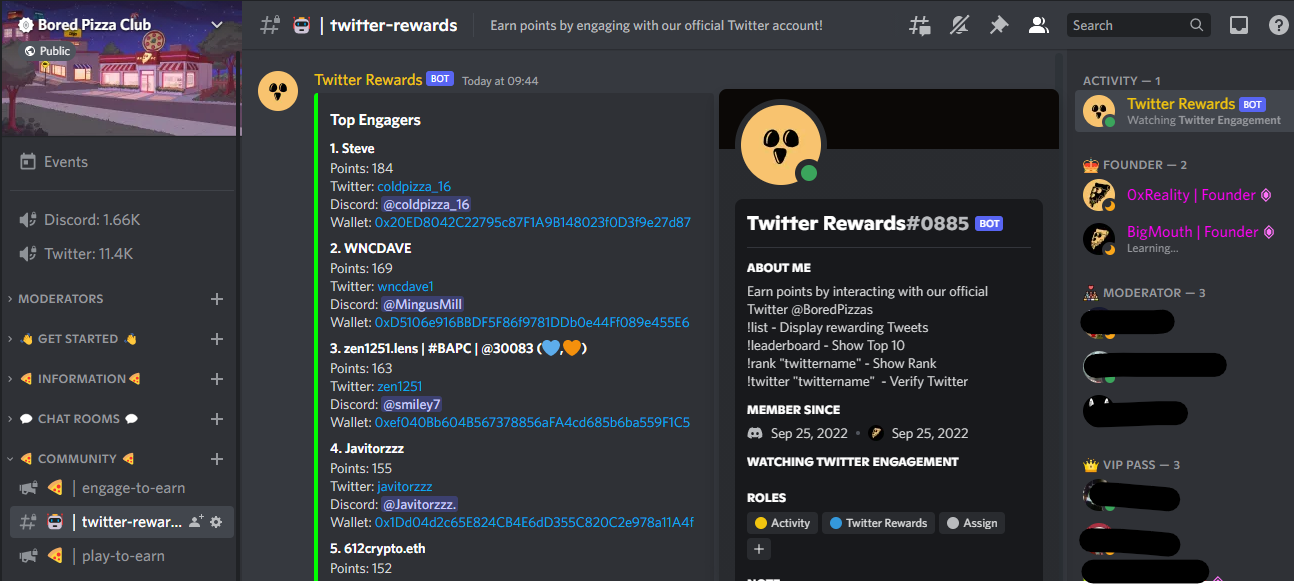 Bored Pizza Club
Public
Events
Discord: 1.66K
Twitter: 11.4K
MODERATORS
GET STARTED
INFORMATION
CHAT ROOMS
COMMUNITY
| engage-to-earn
| twitter-rewar...
| play-to-earn
| twitter-rewards
Earn points by engaging with our official Twitter account!
Search
Twitter Rewards BOT Today at 09:44
Top Engagers
1. Steve
Points: 184
Twitter: coldpizza_16
Discord: @coldpizza_16
Wallet: 0x20ED8042C22795c87F1A9B148023f0D3f9e27d87
2. WNCDAVE
Points: 169
Twitter: wncdave1
Discord: @MingusMill
Wallet: 0xD5106e916BBDF5F86f9781DDb0e44Ff089e455E6
3. zen1251.lens | #BAPC | @30083 (💙,🧡)
Points: 163
Twitter: zen1251
Discord: @smiley7
Wallet: 0xef040Bb604B567378856aFA4cd685b6ba559F1C5
4. Javitorzzz
Points: 155
Twitter: javitorzzz
Discord: @Javitorzzz.
Wallet: 0x1Dd04d2c65E824CB4E6dD355C820C2e978a11A4f
5. 612crypto.eth
Points: 152
Twitter Rewards#0885 BOT
ABOUT ME
Earn points by interacting with our official
Twitter @BoredPizzas
!list - Display rewarding Tweets
!leaderboard - Show Top 10
!rank "twittername" - Show Rank
!twitter "twittername" - Verify Twitter
MEMBER SINCE
Sep 25, 2022 • Sep 25, 2022
WATCHING TWITTER ENGAGEMENT
ROLES
Activity Twitter Rewards Assign
NOTE
ACTIVITY — 1
Twitter Rewards BOT
Watching Twitter Engagement
FOUNDER — 2
0xReality | Founder
BigMouth | Founder
Learning...
MODERATOR — 3
VIP PASS — 3